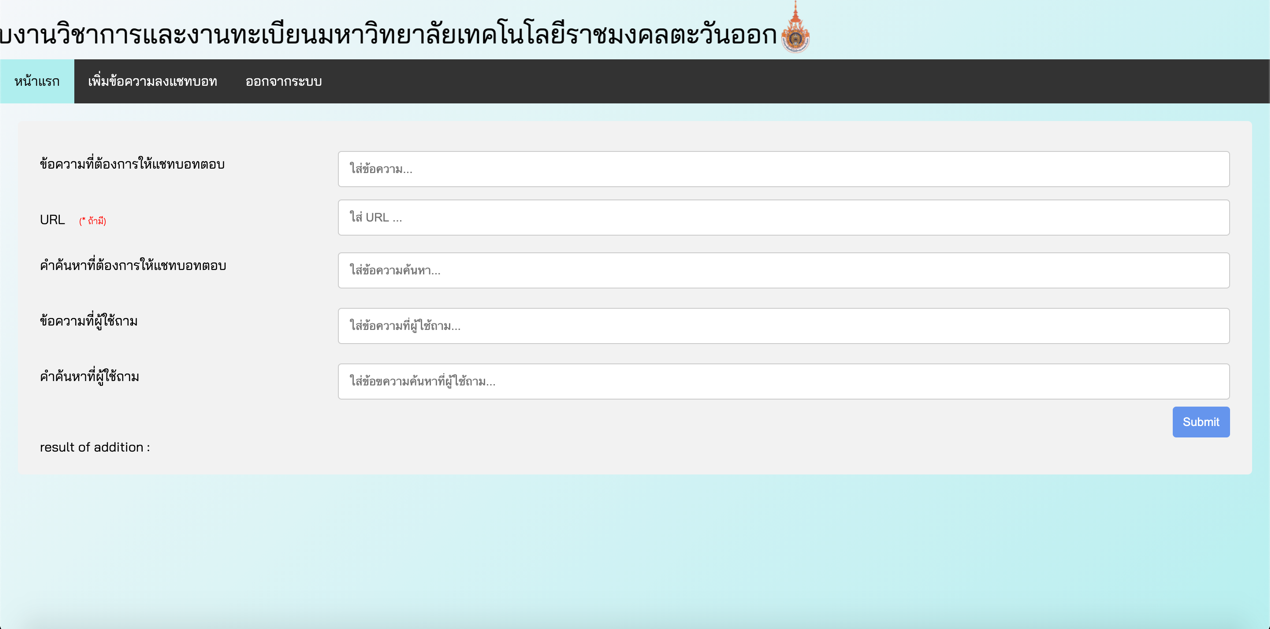 บงานวิชาการและงานทะเบียนมหาวิทยาลัยเทคโนโลยีราชมงคลตะวันออก
หน้าแรก เพิ่มข้อความลงแชทบอท ออกจากระบบ
ข้อความที่ต้องการให้แชทบอทตอบ ใส่ข้อความ...
URL (* ถ้ามี) ใส่ URL ...
คำค้นหาที่ต้องการให้แชทบอทตอบ ใส่ข้อความค้นหา...
ข้อความที่ผู้ใช้ถาม ใส่ข้อความที่ผู้ใช้ถาม...
คำค้นหาที่ผู้ใช้ถาม ใส่ข้อขความค้นหาที่ผู้ใช้ถาม...
Submit
result of addition :